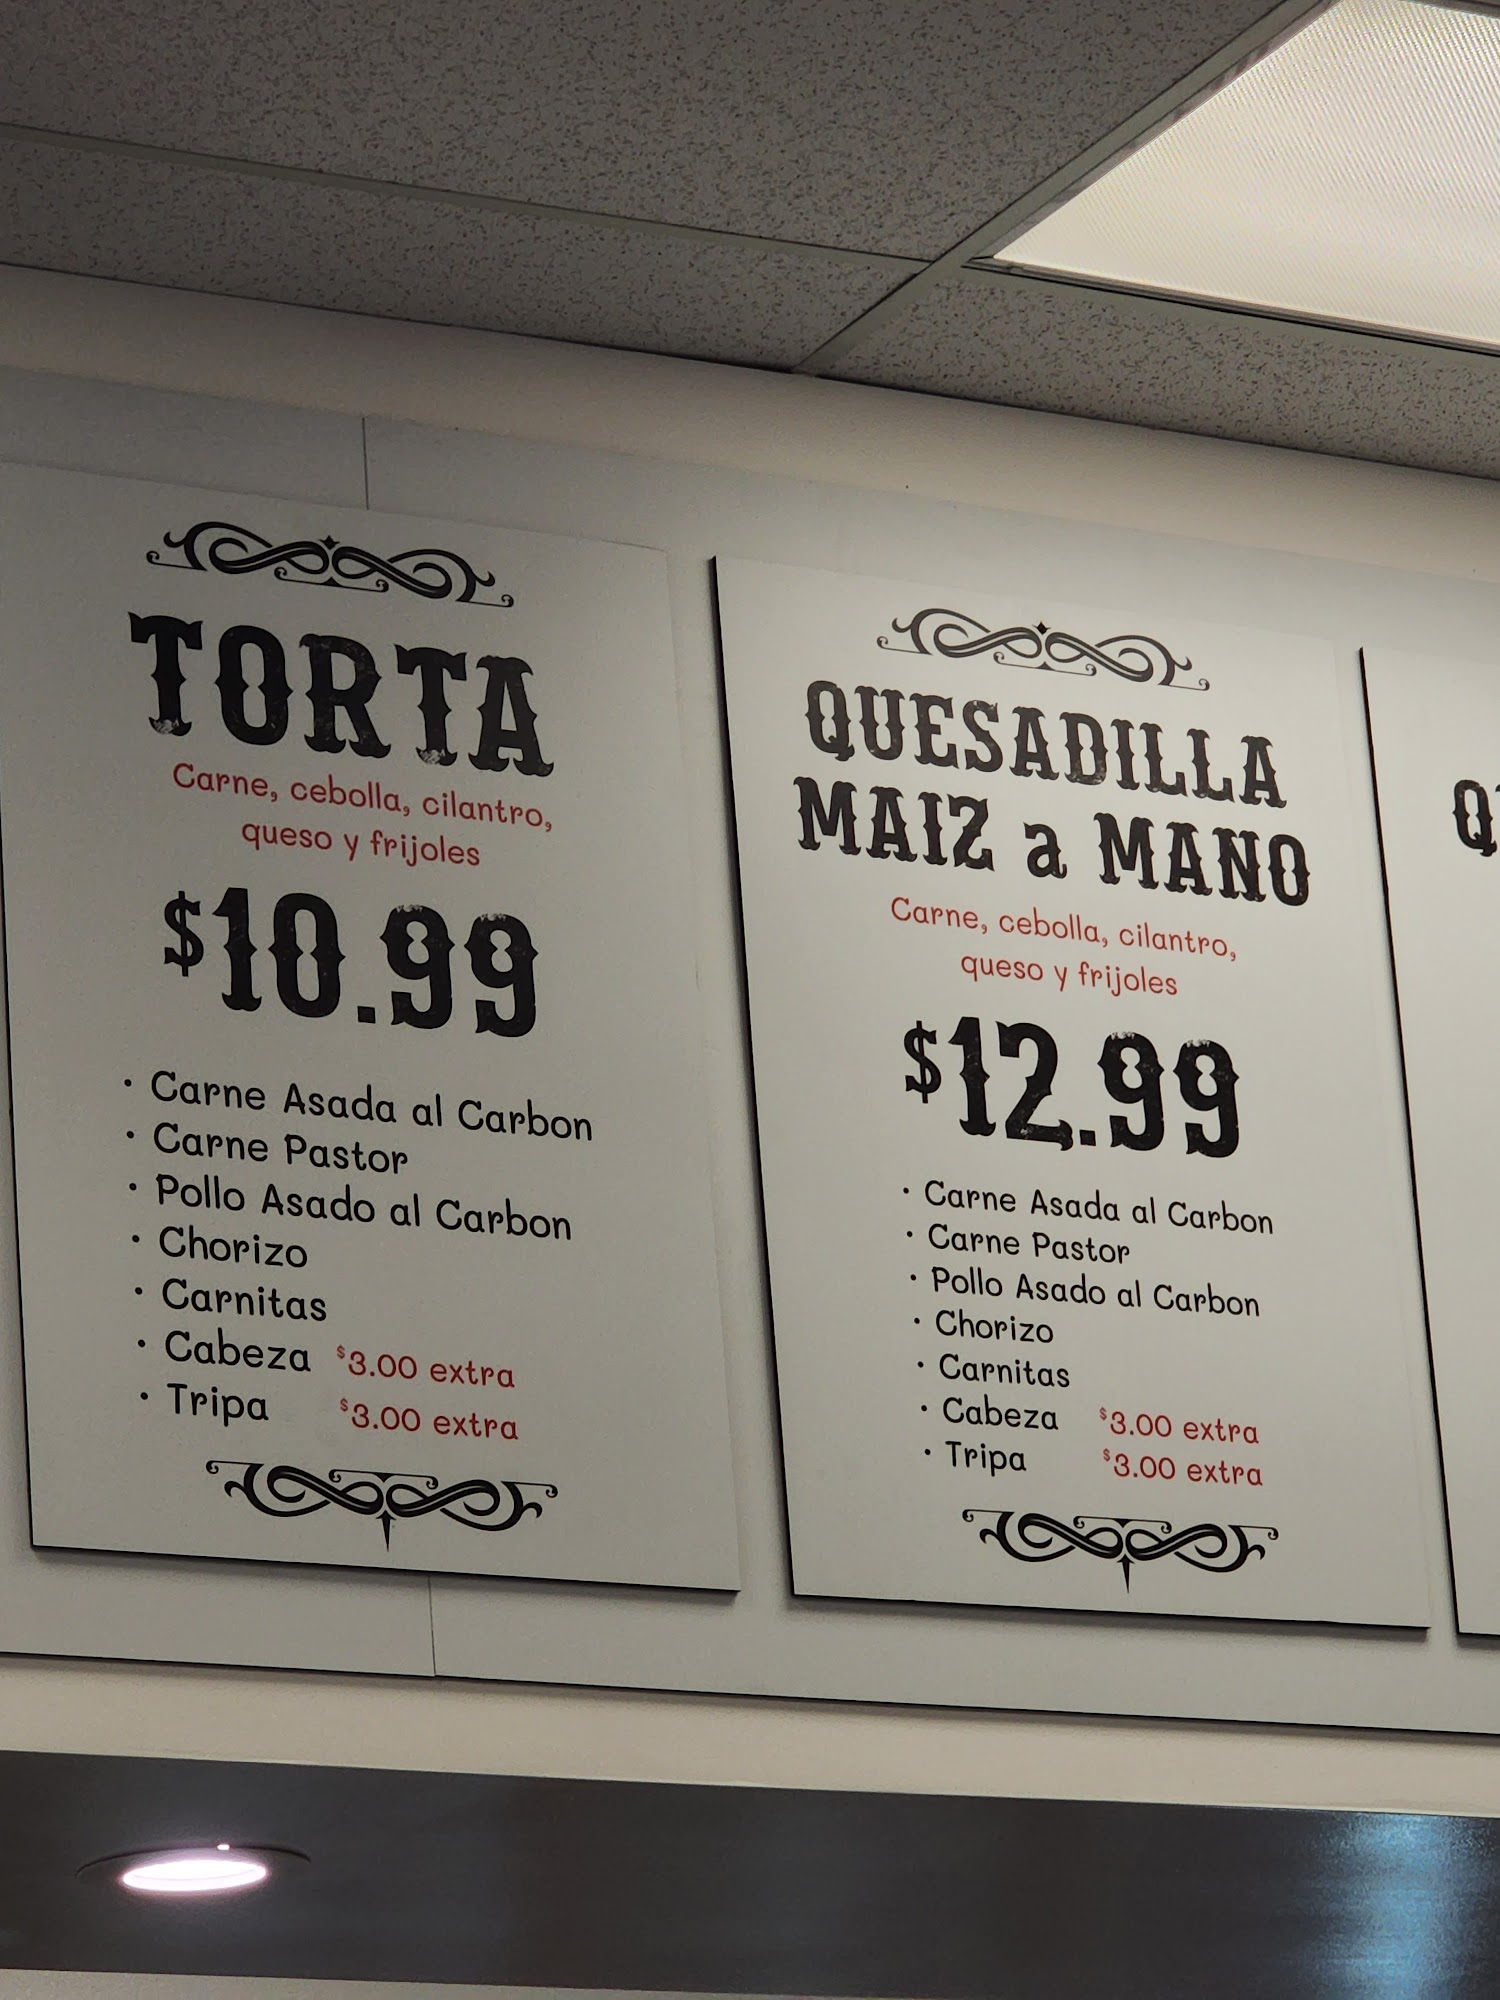 TORTA
Carne, cebolla, cilantro,
queso y frijoles
$10.99
· Carne Asada al Carbon
· Carne Pastor
· Pollo Asado al Carbon
· Chorizo
· Carnitas
· Cabeza $3.00 extra
· Tripa $3.00 extra
QUESADILLA
MAIZ a MANO
Carne, cebolla, cilantro,
queso y frijoles
$12.99
· Carne Asada al Carbon
· Carne Pastor
· Pollo Asado al Carbon
· Chorizo
· Carnitas
· Cabeza $3.00 extra
· Tripa $3.00 extra